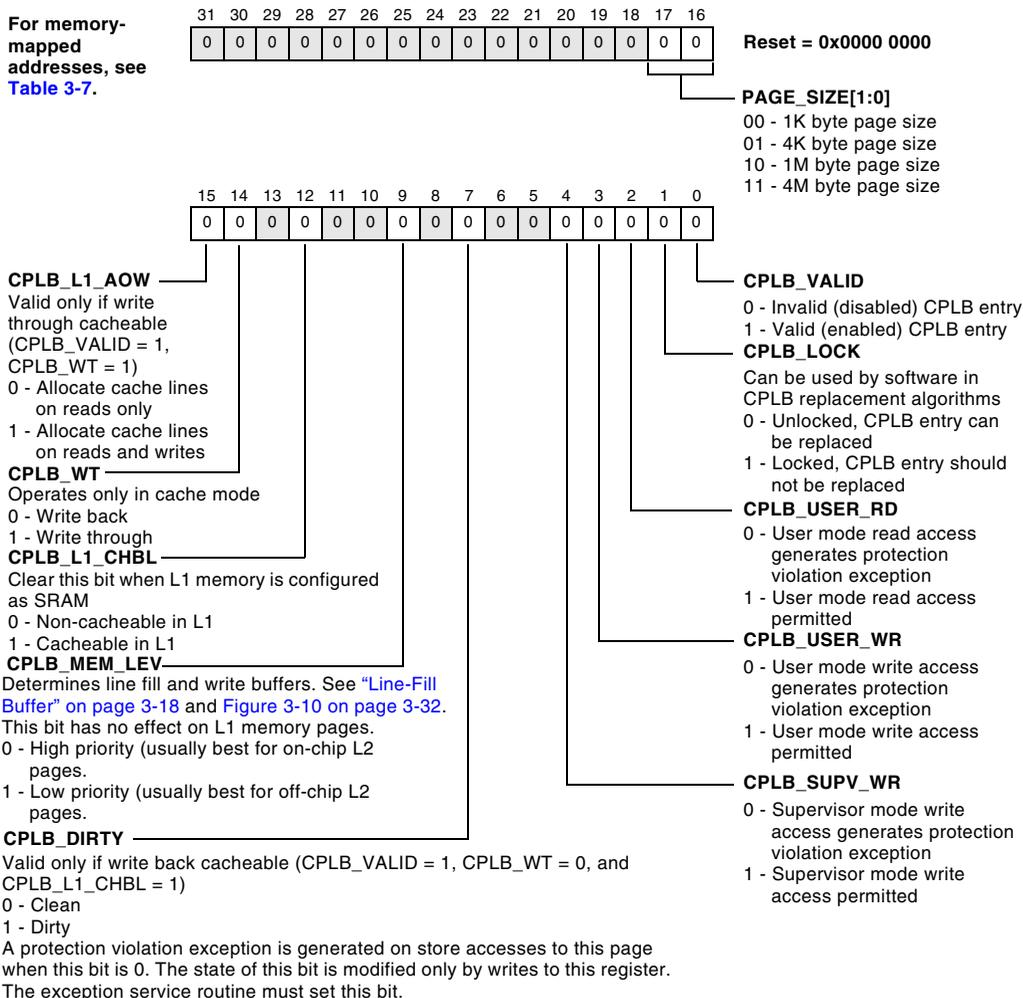 For memory-
mapped
addresses, see
Table 3-7.
31 30 29 28 27 26 25 24 23 22 21 20 19 18 17 16
0 0 0 0 0 0 0 0 0 0 0 0 0 0 0 0
Reset = 0x0000 0000
PAGE_SIZE[1:0]
00 - 1K byte page size
01 - 4K byte page size
10 - 1M byte page size
11 - 4M byte page size
15 14 13 12 11 10 9 8 7 6 5 4 3 2 1 0
0 0 0 0 0 0 0 0 0 0 0 0 0 0 0 0
CPLB_L1_AOW
Valid only if write
through cacheable
(CPLB_VALID = 1,
CPLB_WT = 1)
0 - Allocate cache lines
on reads only
1 - Allocate cache lines
on reads and writes
CPLB_WT
Operates only in cache mode
0 - Write back
1 - Write through
CPLB_L1_CHBL
Clear this bit when L1 memory is configured
as SRAM
0 - Non-cacheable in L1
1 - Cacheable in L1
CPLB_MEM_LEV
Determines line fill and write buffers. See “Line-Fill
Buffer” on page 3-18 and Figure 3-10 on page 3-32.
This bit has no effect on L1 memory pages.
0 - High priority (usually best for on-chip L2
pages.
1 - Low priority (usually best for off-chip L2
pages.
CPLB_DIRTY
Valid only if write back cacheable (CPLB_VALID = 1, CPLB_WT = 0, and
CPLB_L1_CHBL = 1)
0 - Clean
1 - Dirty
A protection violation exception is generated on store accesses to this page
when this bit is 0. The state of this bit is modified only by writes to this register.
The exception service routine must set this bit.
CPLB_VALID
0 - Invalid (disabled) CPLB entry
1 - Valid (enabled) CPLB entry
CPLB_LOCK
Can be used by software in
CPLB replacement algorithms
0 - Unlocked, CPLB entry can
be replaced
1 - Locked, CPLB entry should
not be replaced
CPLB_USER_RD
0 - User mode read access
generates protection
violation exception
1 - User mode read access
permitted
CPLB_USER_WR
0 - User mode write access
generates protection
violation exception
1 - User mode write access
permitted
CPLB_SUPV_WR
0 - Supervisor mode write
access generates protection
violation exception
1 - Supervisor mode write
access permitted